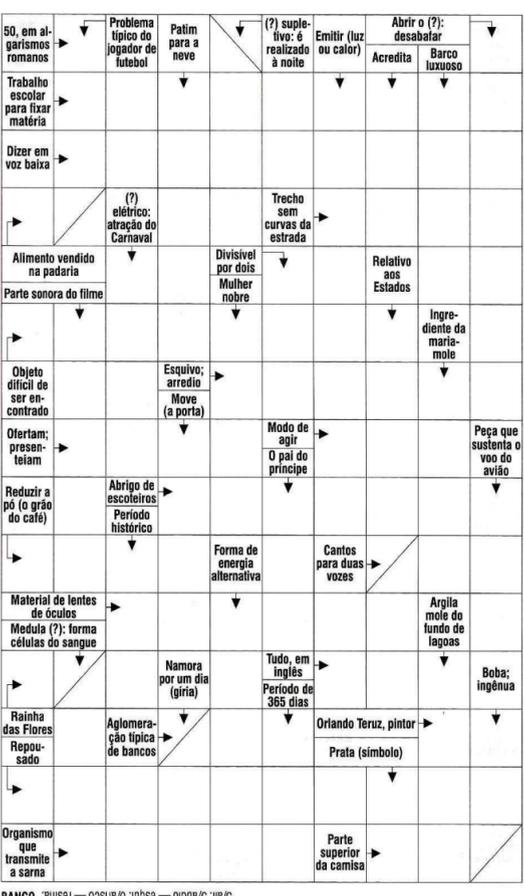 50, em al-
garismos
romanos
Problema
típico do
jogador de
futebol
Patim
para a
neve
(?) suple-
tivo: é
realizado
à noite
Emitir (luz
ou calor)
Abrir o (?):
desabafar
Acredita
Barco
luxuoso
Trabalho
escolar
para fixar
matéria
Dizer em
voz baixa
(?)
elétrico:
atração do
Carnaval
Trecho
sem
curvas da
estrada
Alimento vendido
na padaria
Parte sonora do filme
Divisível
por dois
Mulher
nobre
Relativo
aos
Estados
Ingre-
diente da
maria-
mole
Objeto
difícil de
ser en-
contrado
Esquivo;
arredio
Move
(a porta)
Ofertam;
presen-
teiam
Modo de
agir
O pai do
príncipe
Peça que
sustenta o
voo do
avião
Reduzir a
pó (o grão
do café)
Abrigo de
escoteiros
Período
histórico
Forma de
energia
alternativa
Cantos
para duas
vozes
Material de lentes
de óculos
Medula (?): forma
células do sangue
Argila
mole do
fundo de
lagoas
Namora
por um dia
(gíria)
Tudo, em
inglês
Período de
365 dias
Boba;
ingênua
Rainha
das Flores
Repou-
sado
Aglomera-
ção típica
de bancos
Orlando Teruz, pintor
Prata (símbolo)
Organismo
que
transmite
a sarna
Parte
superior
da camisa
BANCO 3/all. 5/áudio — esqui. 6/arisco — resina.